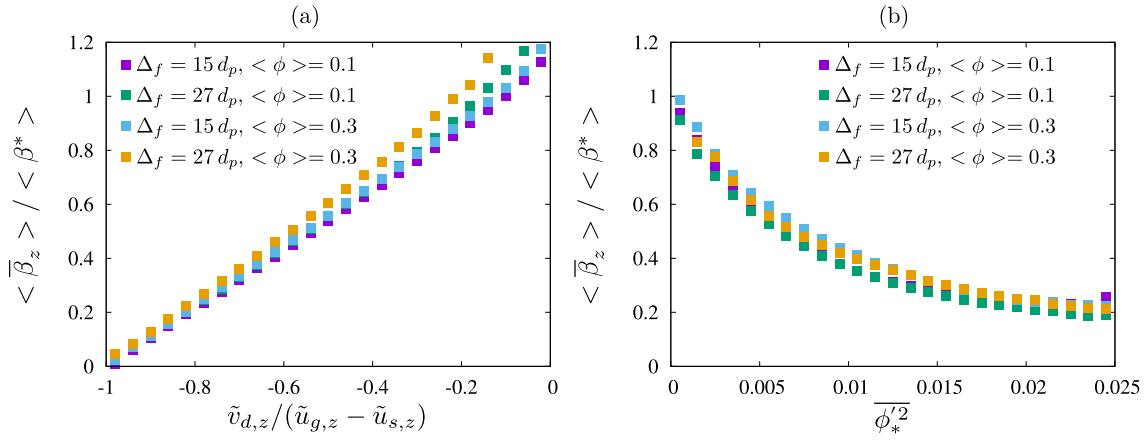 (a)
< β̅_z > / < β* >
1.2
1
0.8
0.6
0.4
0.2
0
Δ_f = 15 d_p, < ϕ >= 0.1
Δ_f = 27 d_p, < ϕ >= 0.1
Δ_f = 15 d_p, < ϕ >= 0.3
Δ_f = 27 d_p, < ϕ >= 0.3
-1 -0.8 -0.6 -0.4 -0.2 0
ṽ_{d,z}/(ũ_{g,z} − ũ_{s,z})
(b)
< β̅_z > / < β* >
1.2
1
0.8
0.6
0.4
0.2
0
Δ_f = 15 d_p, < ϕ >= 0.1
Δ_f = 27 d_p, < ϕ >= 0.1
Δ_f = 15 d_p, < ϕ >= 0.3
Δ_f = 27 d_p, < ϕ >= 0.3
0 0.005 0.01 0.015 0.02 0.025
\overline{ϕ_*^{'2}}